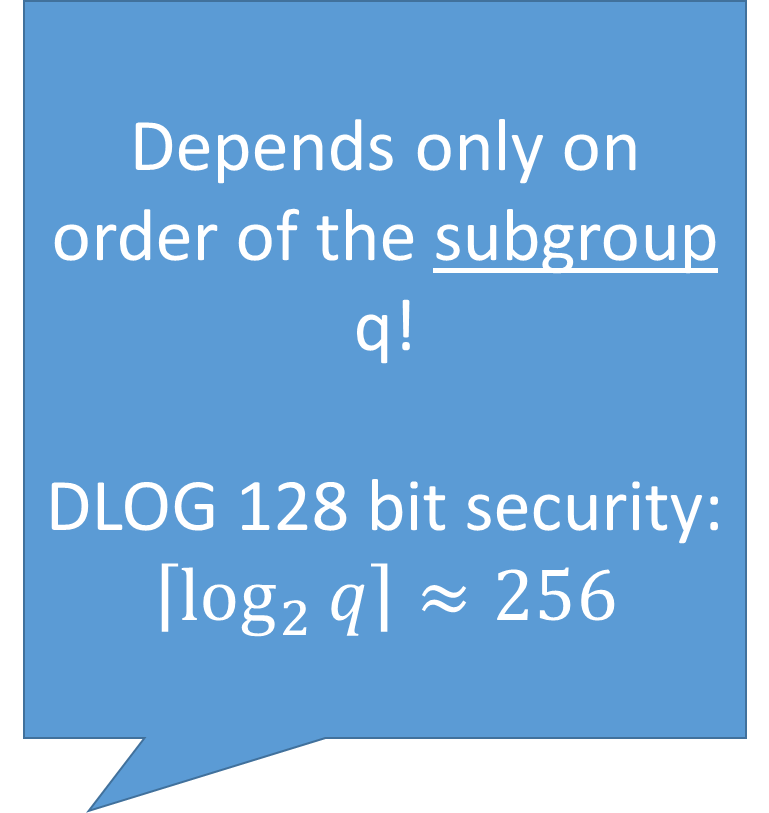 Depends only on
order of the subgroup
q!
DLOG 128 bit security:
⌈log₂ q⌉ ≈ 256